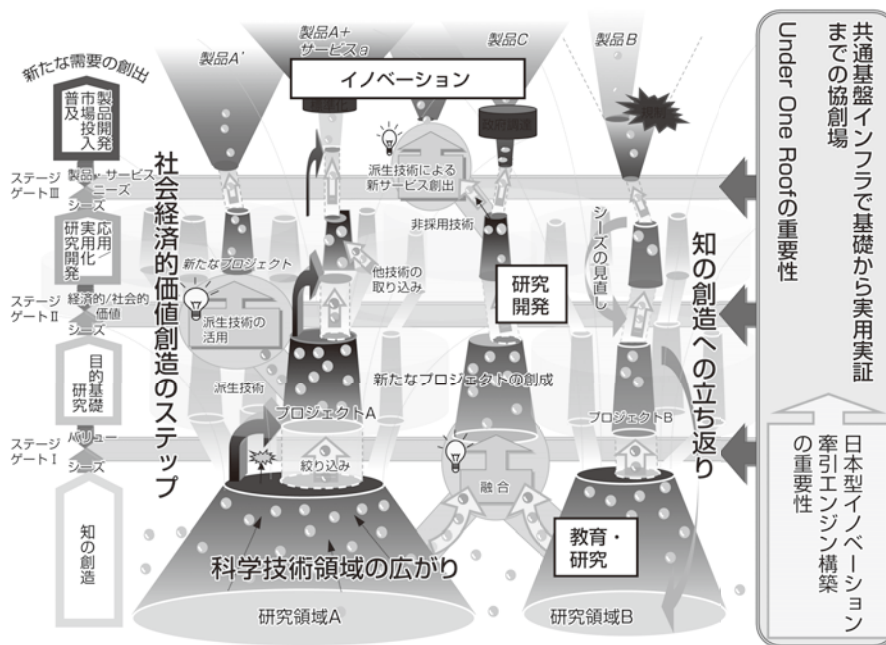 新たな需要の創出
製品開発
市場投入
普及
ステージ
ゲートⅢ
製品・サービス
ニーズ
シーズ
応用／
実用化
研究開発
ステージ
ゲートⅡ
経済的/社会的
価値
シーズ
目的基礎
研究
ステージ
ゲートⅠ
バリュー
シーズ
知の創造
社会経済的価値創造のステップ
製品A'
製品A+
サービスα
製品C
製品B
イノベーション
標準化
政府調達
規制
派生技術による
新サービス創出
非採用技術
シーズの見直し
新たなプロジェクト
他技術の
取り込み
研究
開発
派生技術の
活用
派生技術
新たなプロジェクトの創成
プロジェクトA
プロジェクトB
知の創造への立ち返り
絞り込み
融合
教育・
研究
科学技術領域の広がり
研究領域A
研究領域B
共通基盤インフラで基礎から実用実証
までの協創場
Under One Roofの重要性
日本型イノベーション
牽引エンジン構築
の重要性